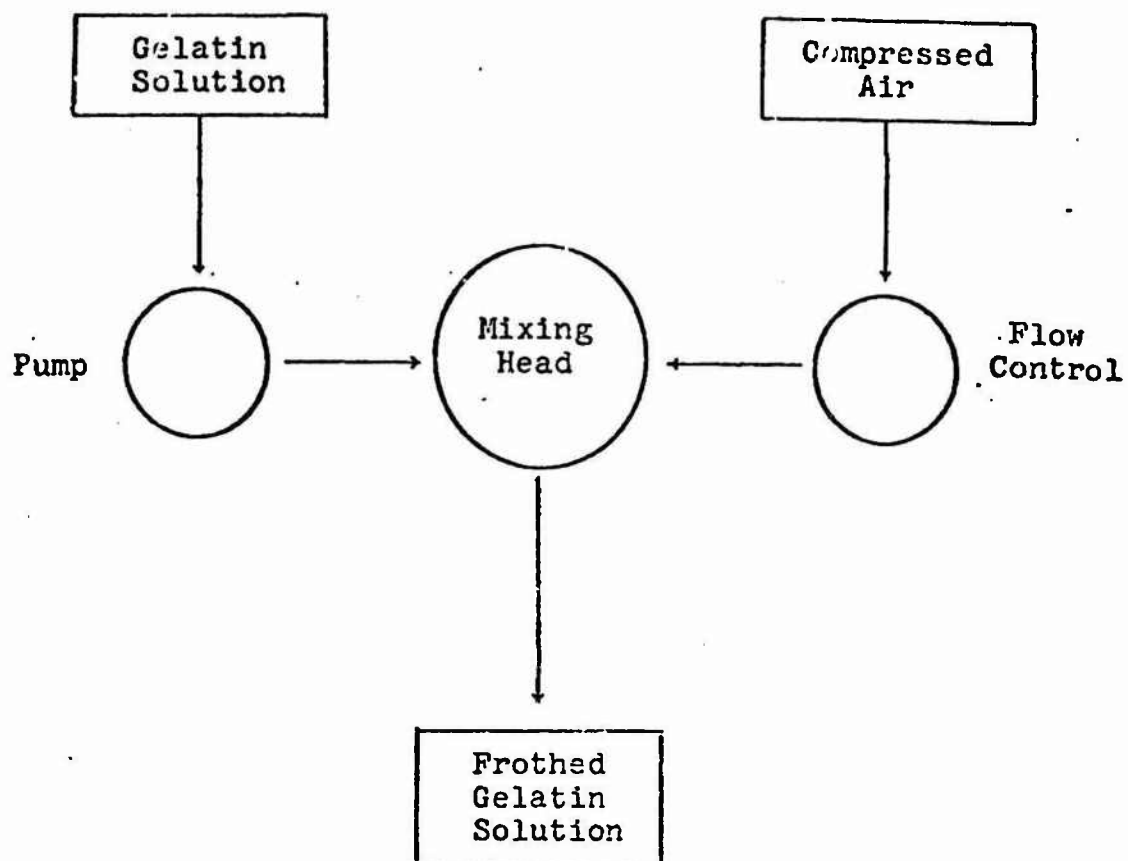 Gelatin
Solution
Compressed
Air
Pump
Mixing
Head
Flow
Control
Frothed
Gelatin
Solution